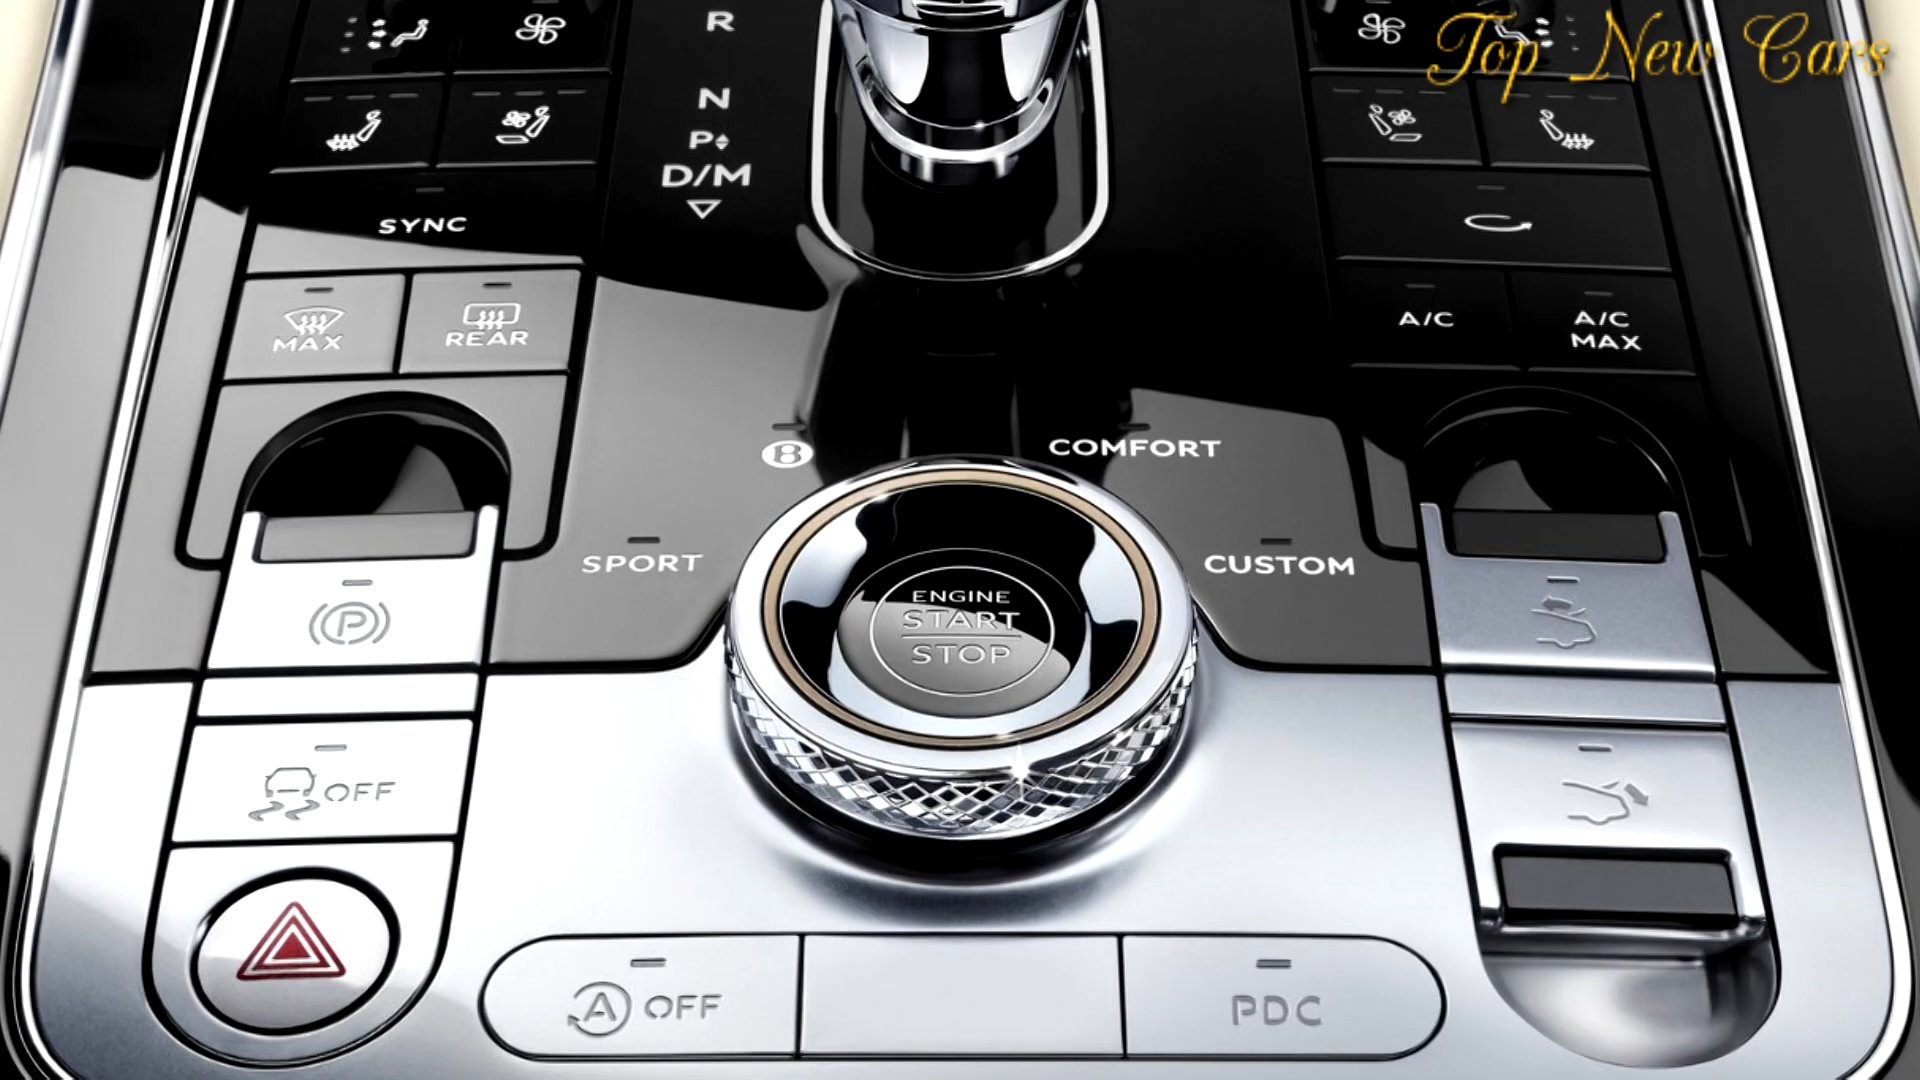 Top New Cars
R
N
P
D/M
SYNC
MAX
REAR
A/C
A/C
MAX
B
COMFORT
SPORT
CUSTOM
ENGINE
START
STOP
P
OFF
A OFF
PDC